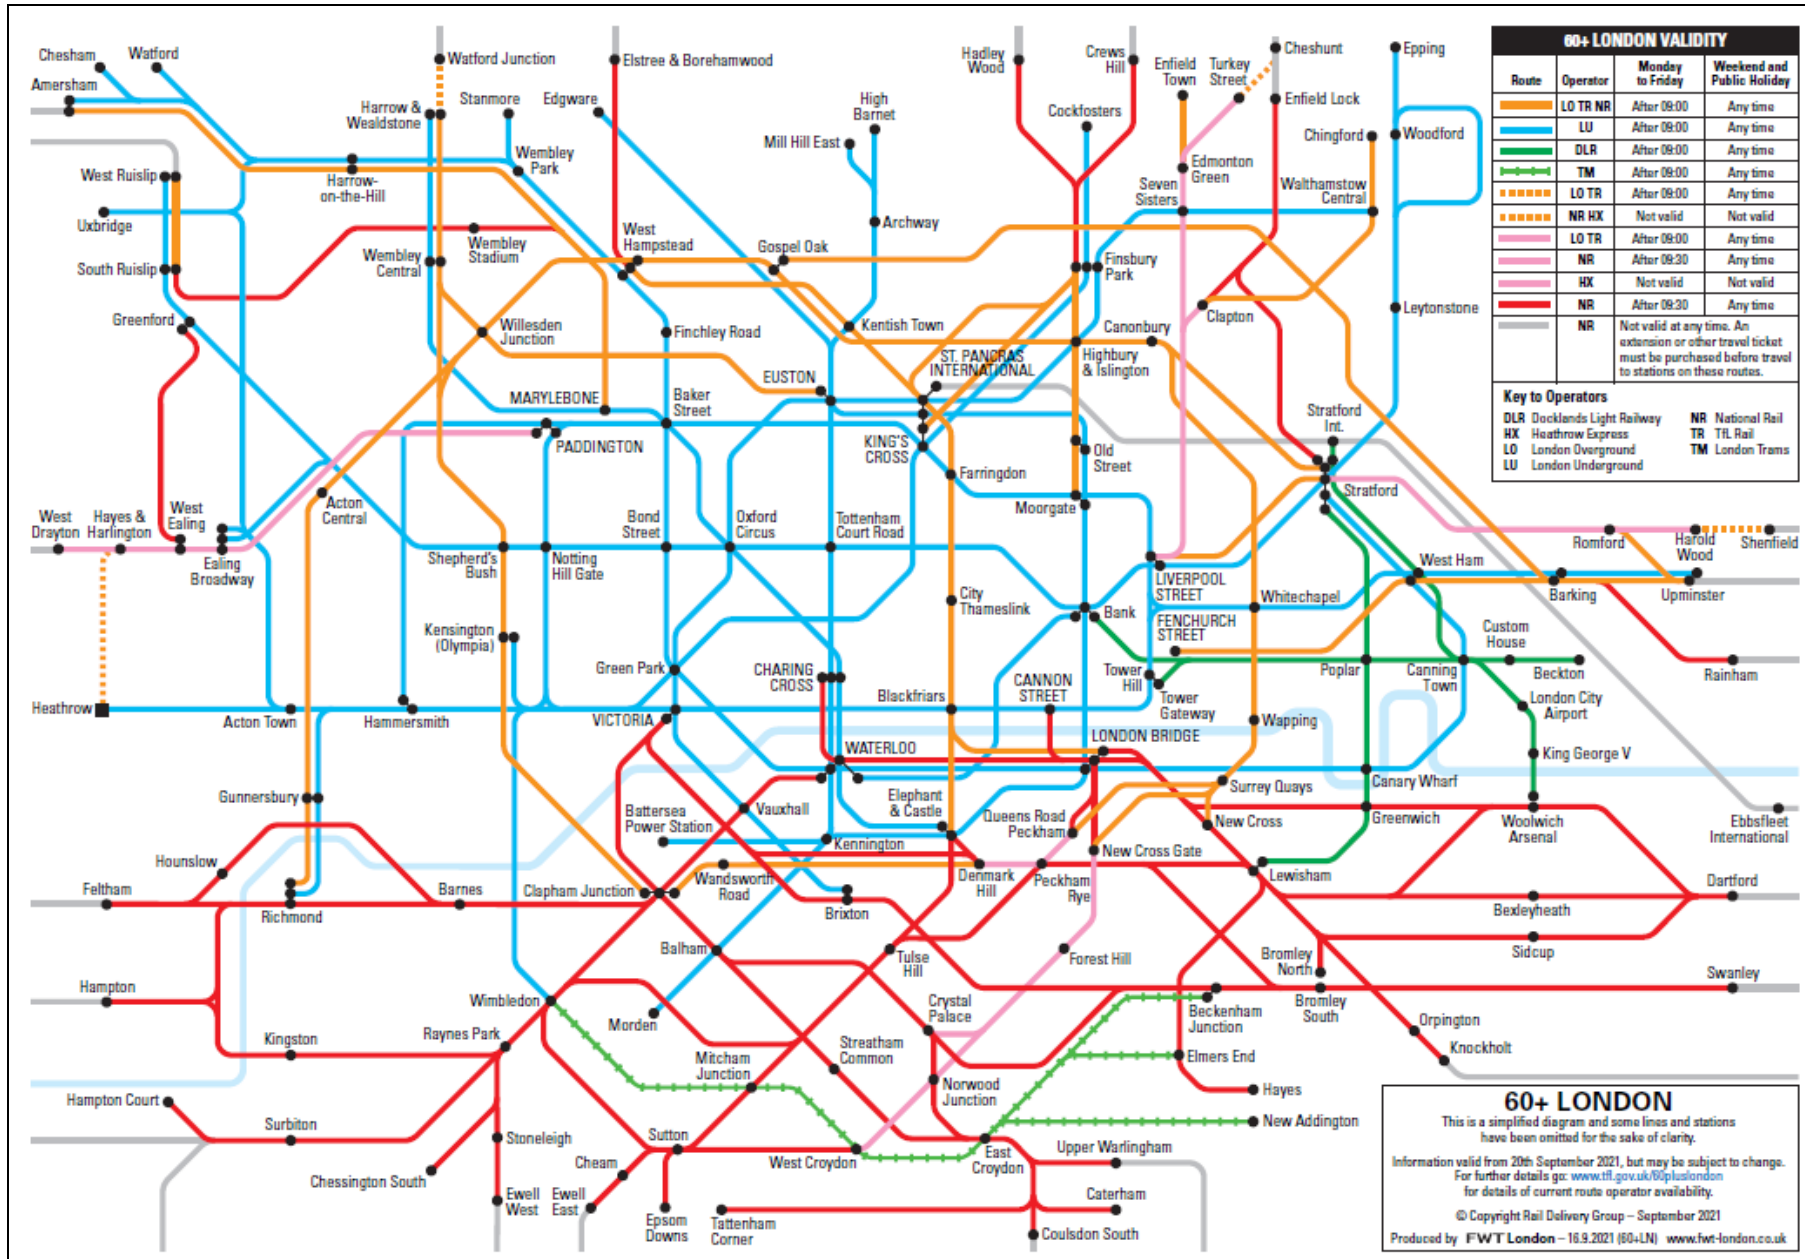 Chesham
Watford
Amersham
Watford Junction
Elstree & Borehamwood
Hadley
Wood
Crews
Hill
Enfield
Town
Turkey
Street
Cheshunt
Epping
Harrow &
Wealdstone
Stanmore
Edgware
High
Barnet
Mill Hill East
Cockfosters
Enfield Lock
Chingford
Woodford
Wembley
Park
West Ruislip
Harrow-
on-the-Hill
Edmonton
Green
Seven
Sisters
Walthamstow
Central
Uxbridge
Archway
Wembley
Stadium
West
Hampstead
Gospel Oak
Wembley
Central
South Ruislip
Finsbury
Park
Greenford
Willesden
Junction
Finchley Road
Kentish Town
Canonbury
Clapton
Leytonstone
ST. PANCRAS
INTERNATIONAL
Highbury
& Islington
EUSTON
MARYLEBONE
Baker
Street
PADDINGTON
KING'S
CROSS
Old
Street
Stratford
Int.
Farringdon
Stratford
Moorgate
Acton
Central
West
Drayton
Hayes &
Harlington
West
Ealing
Ealing
Broadway
Shepherd's
Bush
Notting
Hill Gate
Bond
Street
Oxford
Circus
Tottenham
Court Road
LIVERPOOL
STREET
Romford
Harold
Wood
Shenfield
West Ham
Barking
Upminster
City
Thameslink
Bank
Whitechapel
FENCHURCH
STREET
Kensington
(Olympia)
Custom
House
Green Park
CHARING
CROSS
CANNON
STREET
Tower
Hill
Poplar
Canning
Town
Beckton
Rainham
Heathrow
Acton Town
Hammersmith
VICTORIA
Blackfriars
Tower
Gateway
Wapping
London City
Airport
WATERLOO
LONDON BRIDGE
King George V
Gunnersbury
Battersea
Power Station
Vauxhall
Elephant
& Castle
Surrey Quays
Canary Wharf
Queens Road
Peckham
New Cross
Greenwich
Woolwich
Arsenal
Ebbsfleet
International
Kennington
New Cross Gate
Hounslow
Feltham
Richmond
Barnes
Clapham Junction
Wandsworth
Road
Brixton
Denmark
Hill
Peckham
Rye
Lewisham
Bexleyheath
Dartford
Balham
Tulse
Hill
Forest Hill
Bromley
North
Sidcup
Swanley
Hampton
Wimbledon
Morden
Crystal
Palace
Beckenham
Junction
Bromley
South
Orpington
Kingston
Raynes Park
Mitcham
Junction
Streatham
Common
Norwood
Junction
Elmers End
Knockholt
Hayes
Hampton Court
Surbiton
Stoneleigh
Chessington South
Sutton
Cheam
West Croydon
East
Croydon
New Addington
Upper Warlingham
Ewell
West
Ewell
East
Epsom
Downs
Tattenham
Corner
Caterham
Coulsdon South
60+ LONDON VALIDITY
Route Operator Monday to Friday Weekend and Public Holiday
LO TR NR After 09:00 Any time
LU After 09:00 Any time
DLR After 09:00 Any time
TM After 09:00 Any time
LO TR After 09:00 Any time
NR HX Not valid Not valid
LO TR After 09:00 Any time
NR After 09:30 Any time
HX Not valid Not valid
NR After 09:30 Any time
NR Not valid at any time. An
extension or other travel ticket
must be purchased before travel
to stations on these routes.
Key to Operators
DLR Docklands Light Railway NR National Rail
HX Heathrow Express TR TfL Rail
LO London Overground TM London Trams
LU London Underground
60+ LONDON
This is a simplified diagram and some lines and stations
have been omitted for the sake of clarity.
Information valid from 20th September 2021, but may be subject to change.
For further details go: www.tfl.gov.uk/60pluslondon
for details of current route operator availability.
© Copyright Rail Delivery Group – September 2021
Produced by FWT London – 16.9.2021 (60+LN) www.fwt-london.co.uk